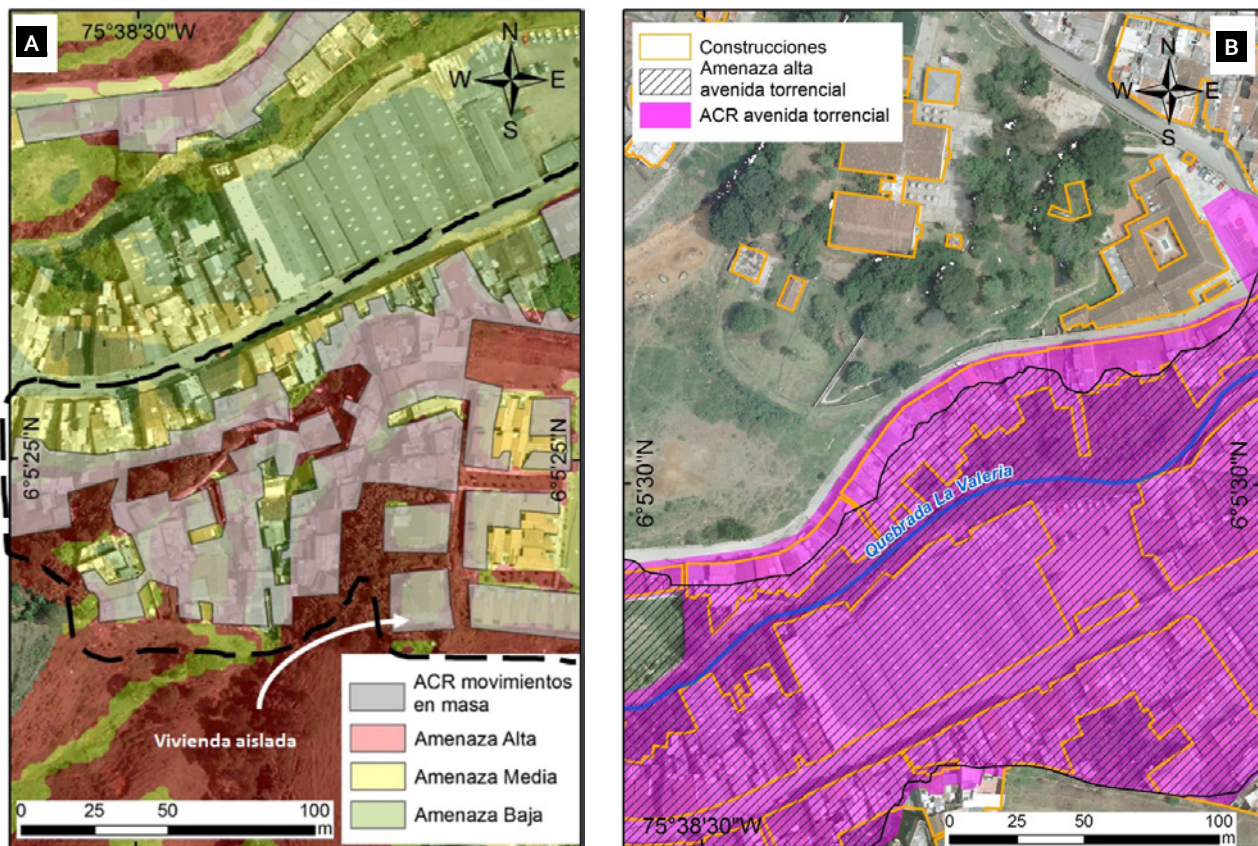 A
75°38'30"W
N
W
E
S
6°5'25"N
6°5'25"N
Vivienda aislada
ACR movimientos
en masa
Amenaza Alta
Amenaza Media
Amenaza Baja
0
25
50
100
m
B
Construcciones
Amenaza alta
avenida torrencial
ACR avenida torrencial
N
W
E
S
6°5'30"N
6°5'30"N
Quebrada La Valeria
75°38'30"W
0
25
50
100
m